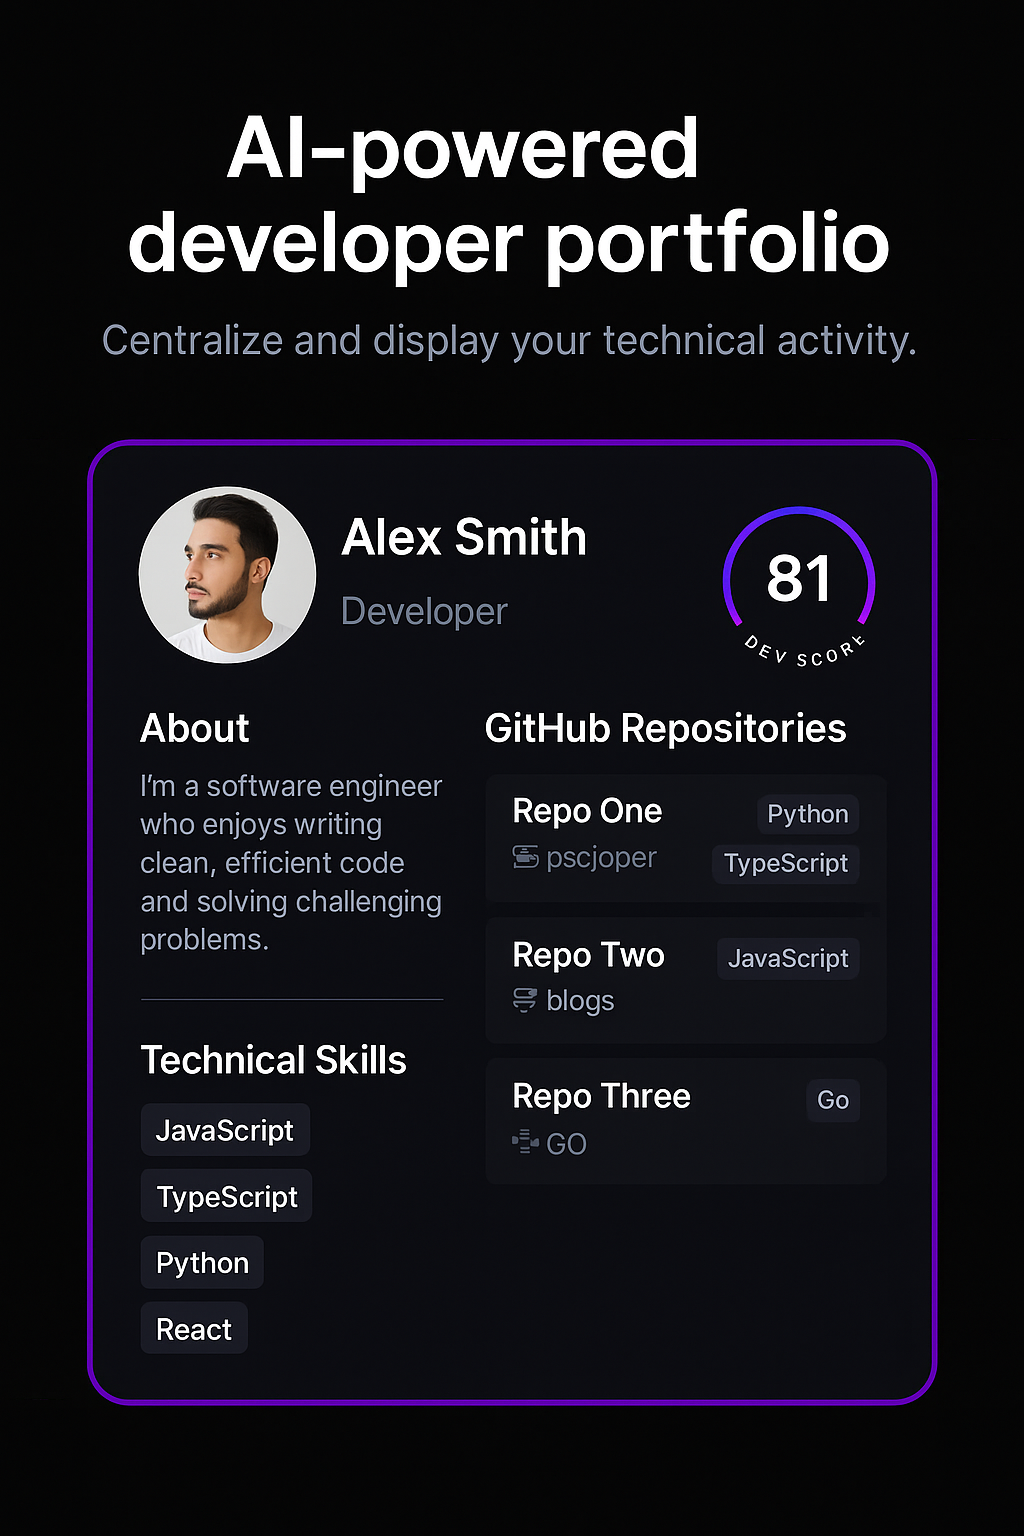 AI-powered
developer portfolio
Centralize and display your technical activity.
Alex Smith
Developer
81
DEV SCORE
About
I'm a software engineer
who enjoys writing
clean, efficient code
and solving challenging
problems.
Technical Skills
JavaScript
TypeScript
Python
React
GitHub Repositories
Repo One
Python
pscjoper
TypeScript
Repo Two
JavaScript
blogs
Repo Three
Go
GO